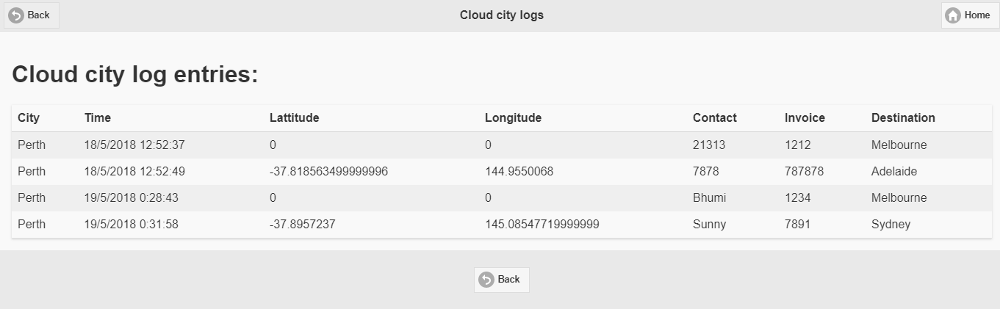 Back Cloud city logs Home
Cloud city log entries:
City Time Lattitude Longitude Contact Invoice Destination
Perth 18/5/2018 12:52:37 0 0 21313 1212 Melbourne
Perth 18/5/2018 12:52:49 -37.818563499999996 144.9550068 7878 787878 Adelaide
Perth 19/5/2018 0:28:43 0 0 Bhumi 1234 Melbourne
Perth 19/5/2018 0:31:58 -37.8957237 145.08547719999999 Sunny 7891 Sydney
Back